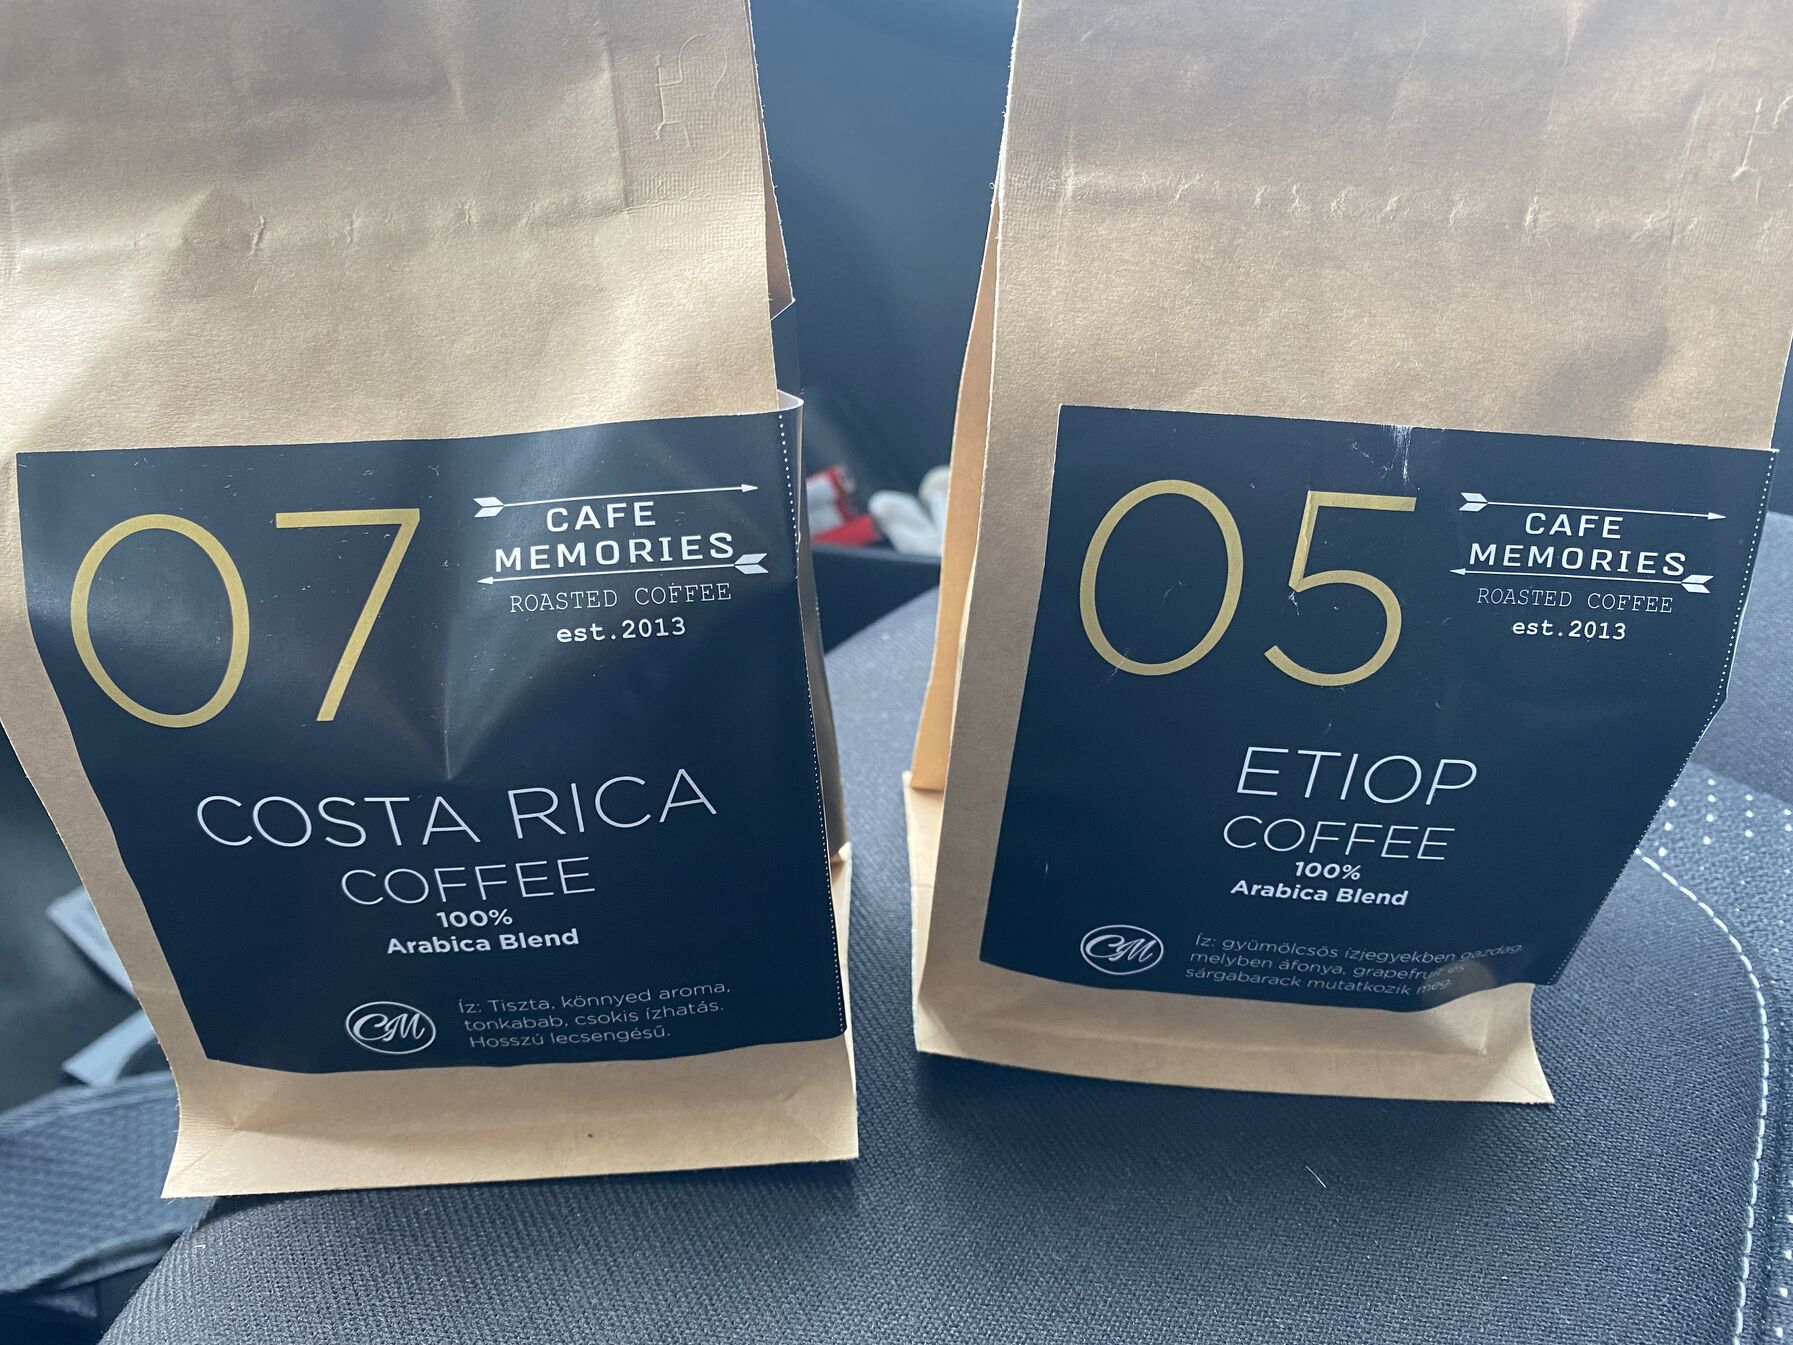 07
CAFE
MEMORIES
ROASTED COFFEE
est.2013
COSTA RICA
COFFEE
100%
Arabica Blend
CM
Íz: Tiszta, könnyed aroma,
tonkabab, csokis ízhatás.
Hosszú lecsengésű.
05
CAFE
MEMORIES
ROASTED COFFEE
est.2013
ETIOP
COFFEE
100%
Arabica Blend
CM
Íz: gyümölcsös ízjegyekben gazdag,
melyben áfonya, grapefruit és
sárgabarack mutatkozik meg.